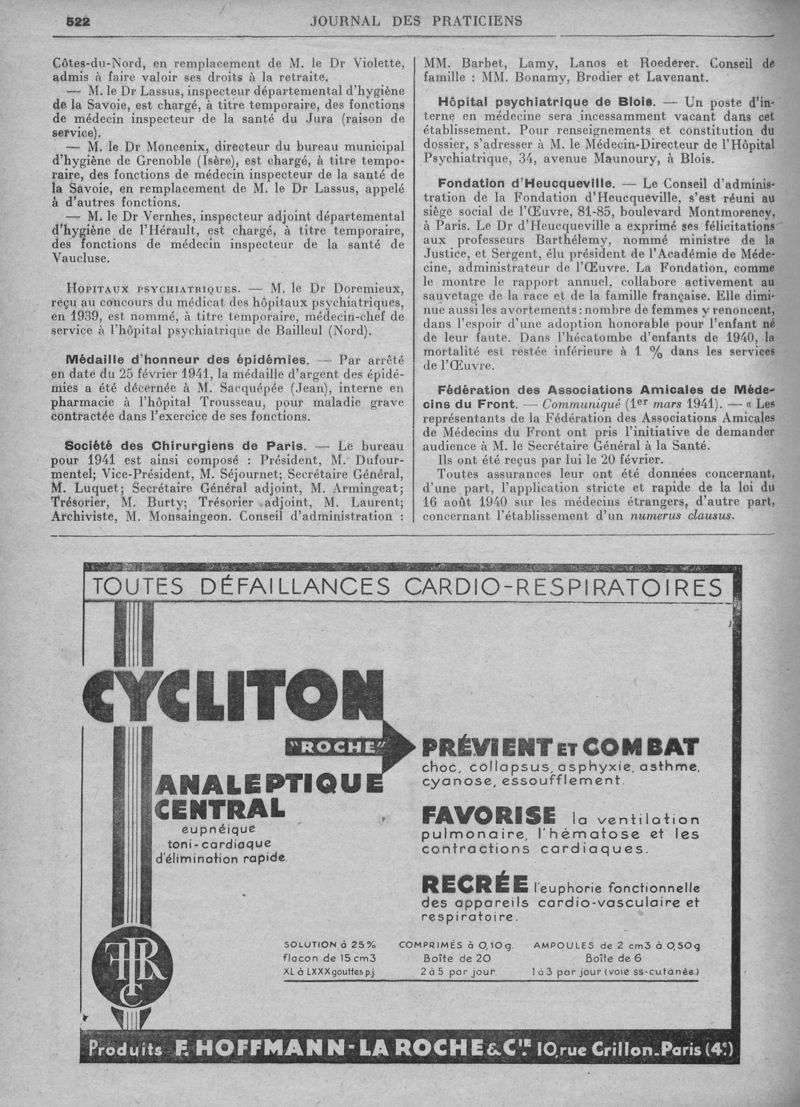 522
JOURNAL DES PRATICIENS
Côtes-du-Nord, en remplacement de M. le Dr Violette,
admis à faire valoir ses droits à la retraite.
— M. le Dr Lassus, inspecteur départemental d'hygiène
de la Savoie, est chargé, à titre temporaire, des fonctions
de médecin inspecteur de la santé du Jura (raison de
service).
— M. le Dr Moncenix, directeur du bureau municipal
d'hygiène de Grenoble (Isère), est chargé, à titre tempo-
raire, des fonctions de médecin inspecteur de la santé de
la Savoie, en remplacement de M. le Dr Lassus, appelé
à d'autres fonctions.
— M. le Dr Vernhes, inspecteur adjoint départemental
d'hygiène de l'Hérault, est chargé, à titre temporaire,
des fonctions de médecin inspecteur de la santé de
Vaucluse.
HOPITAUX PSYCHIATRIQUES. — M. le Dr Doremieux,
reçu au concours du médicat des hôpitaux psychiatriques,
en 1939, est nommé, à titre temporaire, médecin-chef de
service à l'hôpital psychiatrique de Bailleul (Nord).
Médaille d'honneur des épidémies. — Par arrêté
en date du 25 février 1941, la médaille d'argent des épidé-
mies a été décernée à M. Sacquépée (Jean), interne en
pharmacie à l'hôpital Trousseau, pour maladie grave
contractée dans l'exercice de ses fonctions.
Société des Chirurgiens de Paris. — Le bureau
pour 1941 est ainsi composé : Président, M. Dufour-
mentel; Vice-Président, M. Séjournet; Secrétaire Général,
M. Luquet; Secrétaire Général adjoint, M. Armingeat;
Trésorier, M. Burty; Trésorier adjoint, M. Laurent;
Archiviste, M. Monsaingeon. Conseil d'administration :
MM. Barbet, Lamy, Lanos et Roederer. Conseil de
famille : MM. Bonamy, Brodier et Lavenant.
Hôpital psychiatrique de Blois. — Un poste d'in-
terne en médecine sera incessamment vacant dans cet
établissement. Pour renseignements et constitution du
dossier, s'adresser à M. le Médecin-Directeur de l'Hôpital
Psychiatrique, 34, avenue Maunoury, à Blois.
Fondation d'Heucqueville. — Le Conseil d'adminis-
tration de la Fondation d'Heucqueville, s'est réuni au
siège social de l'Œuvre, 81-85, boulevard Montmorency,
à Paris. Le Dr d'Heucqueville a exprimé ses félicitations
aux professeurs Barthélemy, nommé ministre de la
Justice, et Sergent, élu président de l'Académie de Méde-
cine, administrateur de l'Œuvre. La Fondation, comme
le montre le rapport annuel, collabore activement au
sauvetage de la race et de la famille française. Elle dimi-
nue aussi les avortements : nombre de femmes y renoncent,
dans l'espoir d'une adoption honorable pour l'enfant né
de leur faute. Dans l'hécatombe d'enfants de 1940, la
mortalité est restée inférieure à 1 % dans les services
de l'Œuvre.
Fédération des Associations Amicales de Méde-
cins du Front. — Communiqué (1er mars 1941). — « Les
représentants de la Fédération des Associations Amicales
de Médecins du Front ont pris l'initiative de demander
audience à M. le Secrétaire Général à la Santé.
Ils ont été reçus par lui le 20 février.
Toutes assurances leur ont été données concernant,
d'une part, l'application stricte et rapide de la loi du
16 août 1940 sur les médecins étrangers, d'autre part,
concernant l'établissement d'un numerus clausus.
TOUTES DÉFAILLANCES CARDIO-RESPIRATOIRES
CYCLITON
"ROCHE"
ANALEPTIQUE
CENTRAL
eupnéique
toni-cardiaque
d'élimination rapide
PRÉVIENT ET COMBAT
choc, collapsus, asphyxie, asthme,
cyanose, essoufflement.
FAVORISE la ventilation
pulmonaire, l'hématose et les
contractions cardiaques.
RECRÉE l'euphorie fonctionnelle
des appareils cardio-vasculaire et
respiratoire.
SOLUTION à 25%
flacon de 15 cm3
XL à LXXX gouttes p.j.
COMPRIMÉS à 0,10g.
Boîte de 20
2 à 5 par jour.
AMPOULES de 2 cm3 à 0,50g
Boîte de 6
1 à 3 par jour (voie ss-cutanée)
FHRC
Produits F. HOFFMANN-LA ROCHE & Cie 10, rue Crillon. Paris (4e)